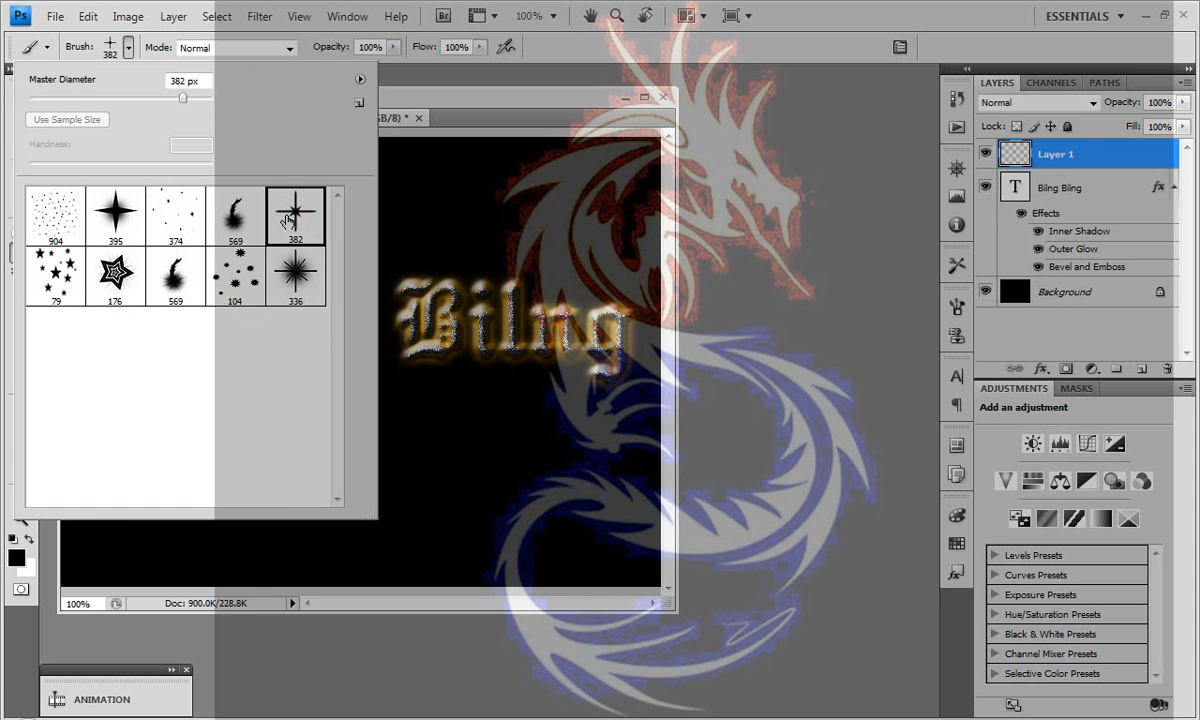 Ps File Edit Image Layer Select Filter View Window Help Br 100% ESSENTIALS
Brush: 382 Mode: Normal Opacity: 100% Flow: 100%
Master Diameter 382 px
Use Sample Size
Hardness:
904 395 374 569 382
79 176 569 104 336
GB/8) *
Bilng
100% Doc: 900.0K/228.8K
ANIMATION
LAYERS CHANNELS PATHS
Normal Opacity: 100%
Lock: Fill: 100%
Layer 1
T Bling Bling fx
Effects
Inner Shadow
Outer Glow
Bevel and Emboss
Background
ADJUSTMENTS MASKS
Add an adjustment
Levels Presets
Curves Presets
Exposure Presets
Hue/Saturation Presets
Black & White Presets
Channel Mixer Presets
Selective Color Presets